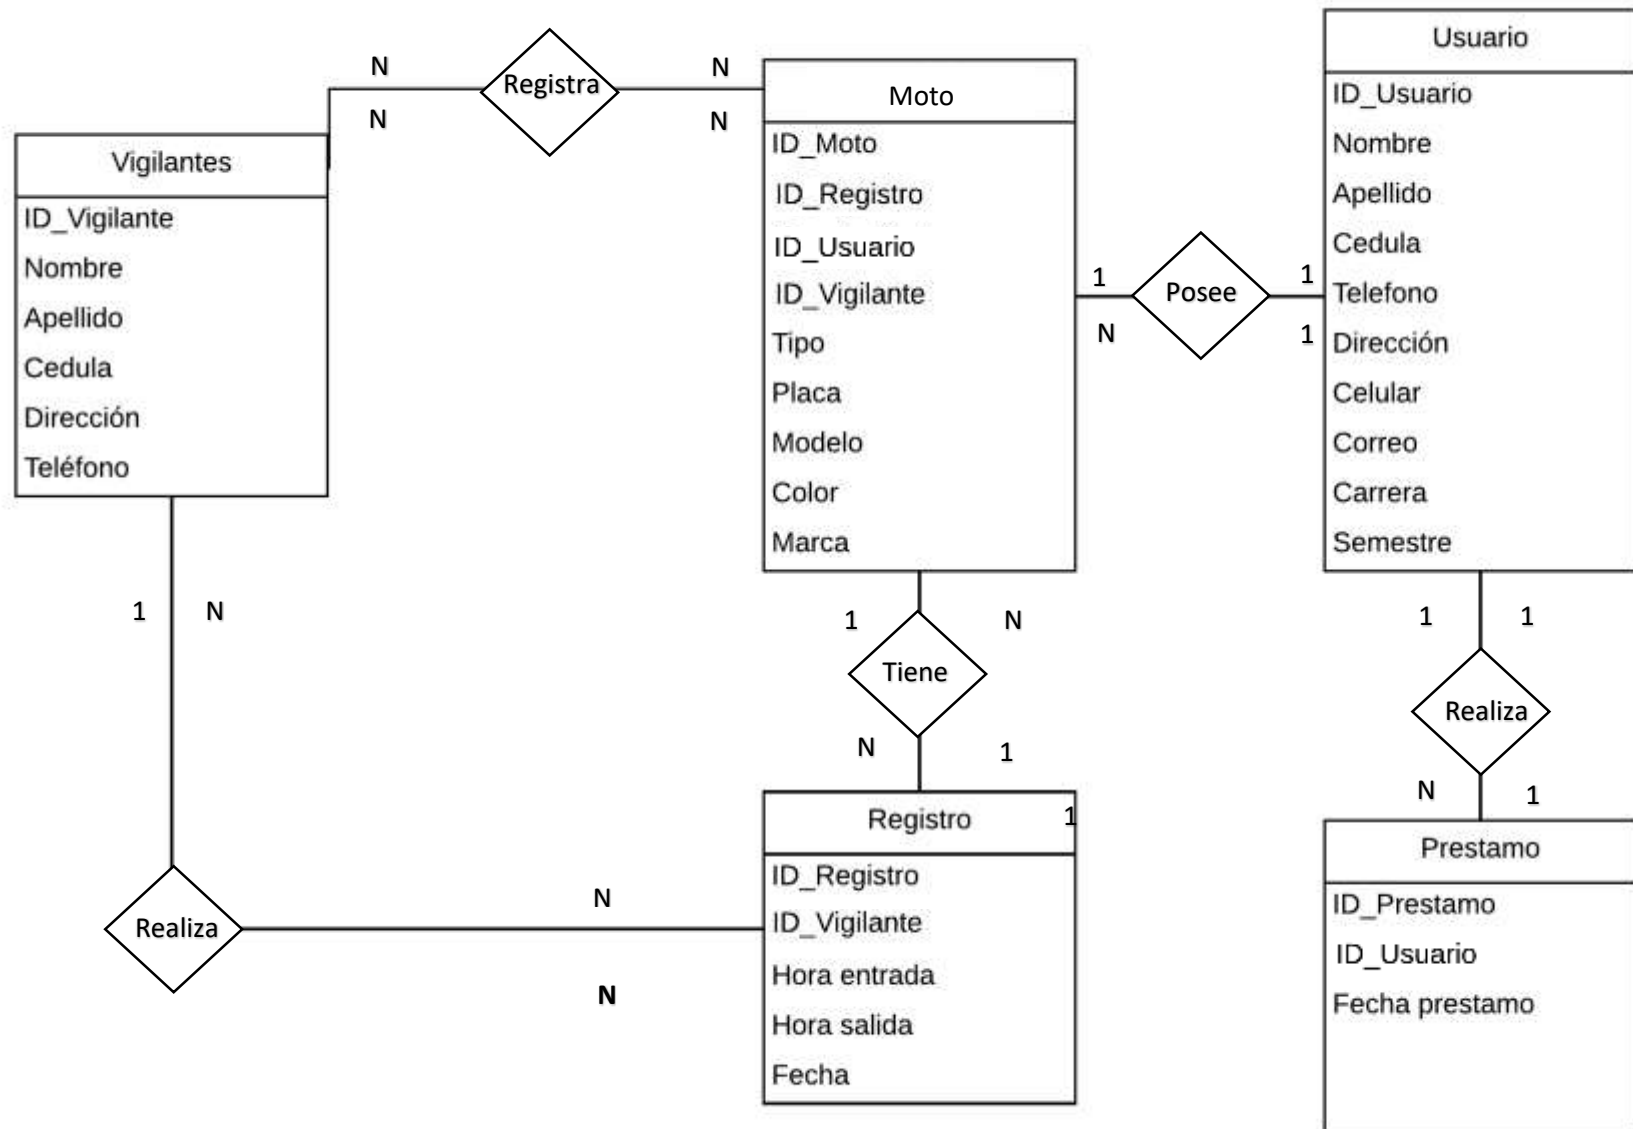 N
Registra
N
N
N
Vigilantes
ID_Vigilante
Nombre
Apellido
Cedula
Dirección
Teléfono
Moto
ID_Moto
ID_Registro
ID_Usuario
ID_Vigilante
Tipo
Placa
Modelo
Color
Marca
1
Posee
1
N
1
Usuario
ID_Usuario
Nombre
Apellido
Cedula
Telefono
Dirección
Celular
Correo
Carrera
Semestre
1
N
1
N
Tiene
N
1
1
1
Realiza
N
1
Registro
1
ID_Registro
ID_Vigilante
Hora entrada
Hora salida
Fecha
Realiza
N
N
Prestamo
ID_Prestamo
ID_Usuario
Fecha prestamo